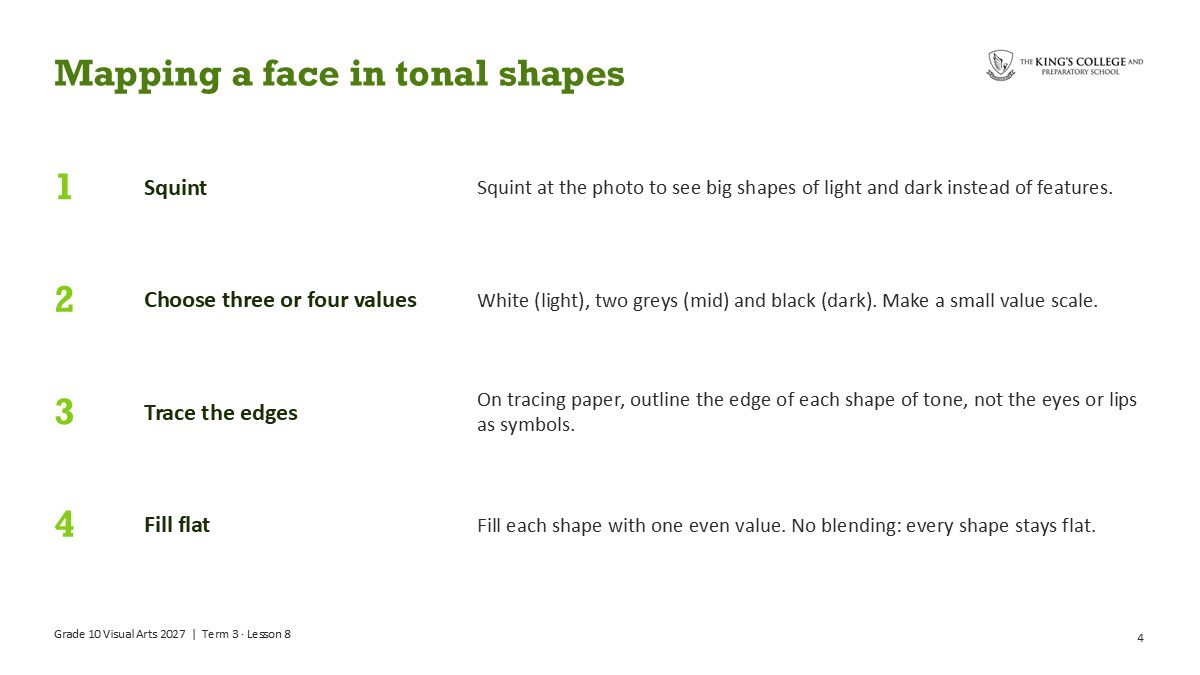 Mapping a face in tonal shapes
THE KING'S COLLEGE AND
PREPARATORY SCHOOL
1
Squint
Squint at the photo to see big shapes of light and dark instead of features.
2
Choose three or four values
White (light), two greys (mid) and black (dark). Make a small value scale.
3
Trace the edges
On tracing paper, outline the edge of each shape of tone, not the eyes or lips
as symbols.
4
Fill flat
Fill each shape with one even value. No blending: every shape stays flat.
Grade 10 Visual Arts 2027 | Term 3 · Lesson 8
4